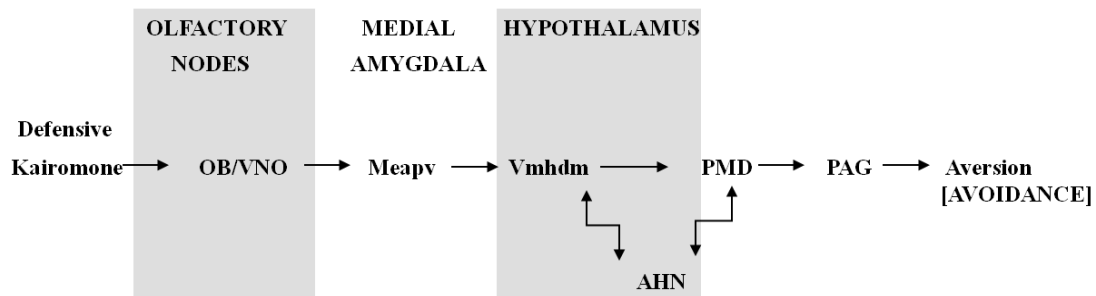 OLFACTORY
NODES
MEDIAL
AMYGDALA
HYPOTHALAMUS
Defensive
Kairomone
OB/VNO
Meapv
Vmhdm
PMD
PAG
Aversion
[AVOIDANCE]
AHN